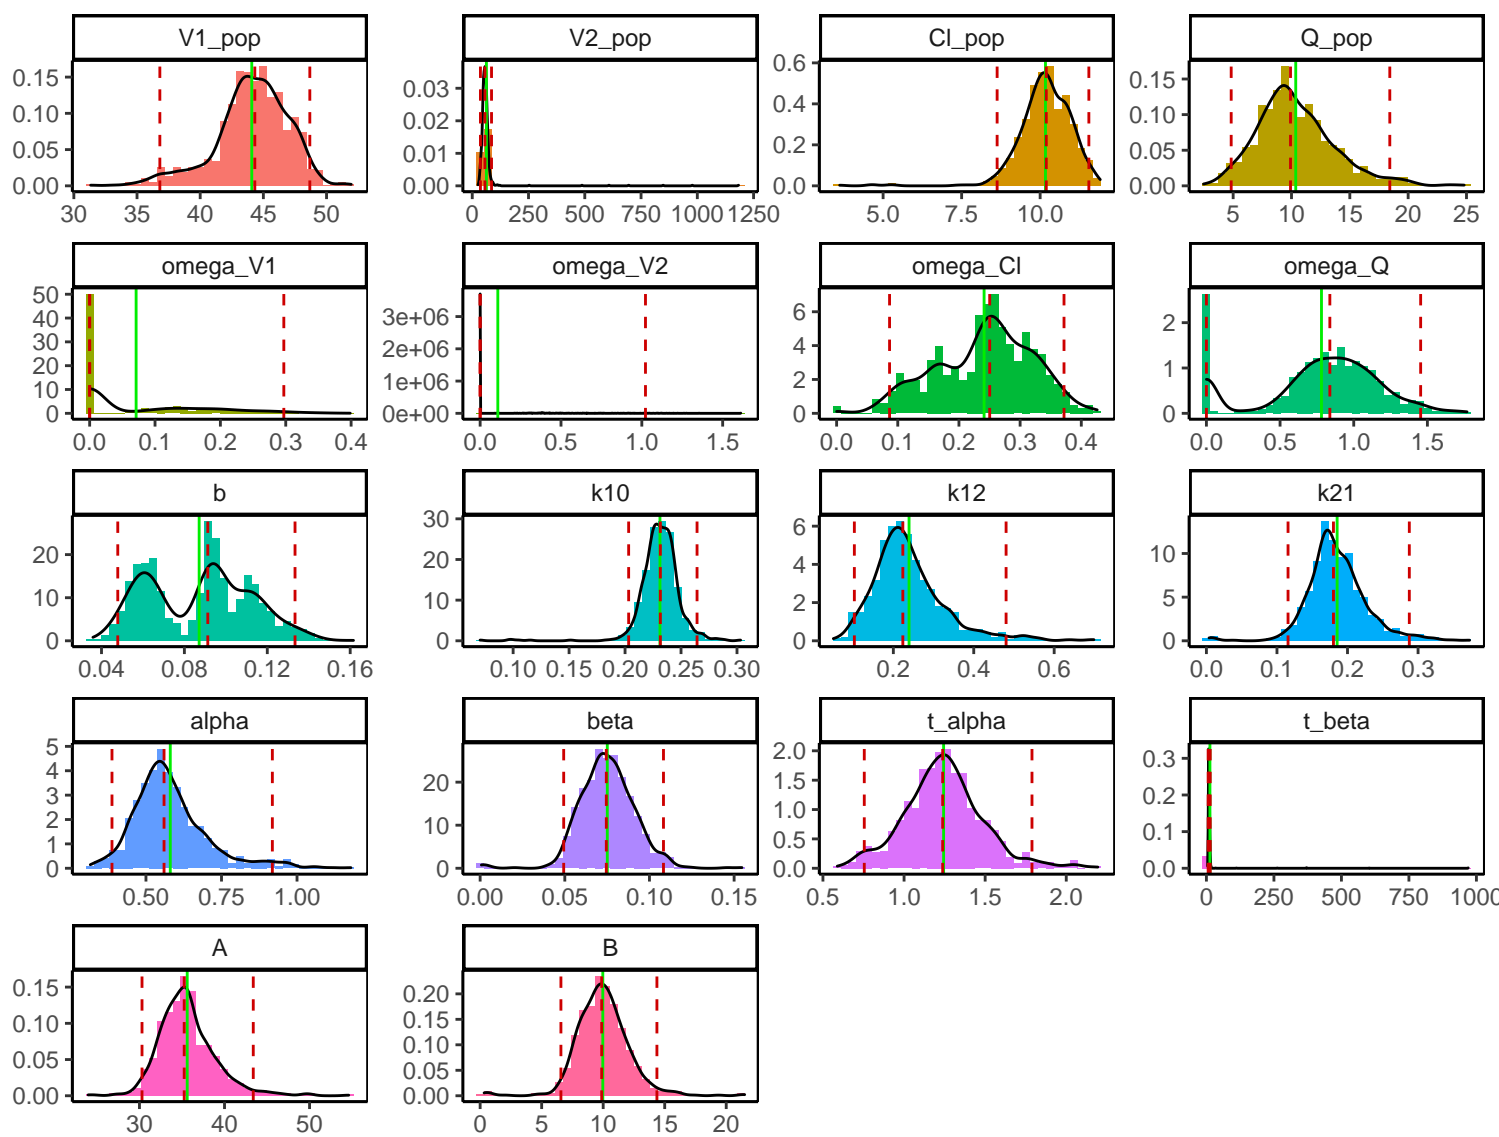 V1_pop V2_pop Cl_pop Q_pop
0.15 0.10 0.05 0.00
30 35 40 45 50
0.03 0.02 0.01 0.00
0 250 500 750 1000 1250
0.6 0.4 0.2 0.0
5.0 7.5 10.0
0.15 0.10 0.05 0.00
5 10 15 20 25
omega_V1 omega_V2 omega_Cl omega_Q
50 40 30 20 10 0
0.0 0.1 0.2 0.3 0.4
3e+06 2e+06 1e+06 0e+00
0.0 0.5 1.0 1.5
6 4 2 0
0.0 0.1 0.2 0.3 0.4
2 1 0
0.0 0.5 1.0 1.5
b k10 k12 k21
20 10 0
0.04 0.08 0.12 0.16
30 20 10 0
0.10 0.15 0.20 0.25 0.30
6 4 2 0
0.2 0.4 0.6
10 5 0
0.0 0.1 0.2 0.3
alpha beta t_alpha t_beta
5 4 3 2 1 0
0.50 0.75 1.00
20 10 0
0.00 0.05 0.10 0.15
2.0 1.5 1.0 0.5 0.0
0.5 1.0 1.5 2.0
0.3 0.2 0.1 0.0
0 250 500 750 1000
A B
0.15 0.10 0.05 0.00
30 40 50
0.20 0.15 0.10 0.05 0.00
0 5 10 15 20